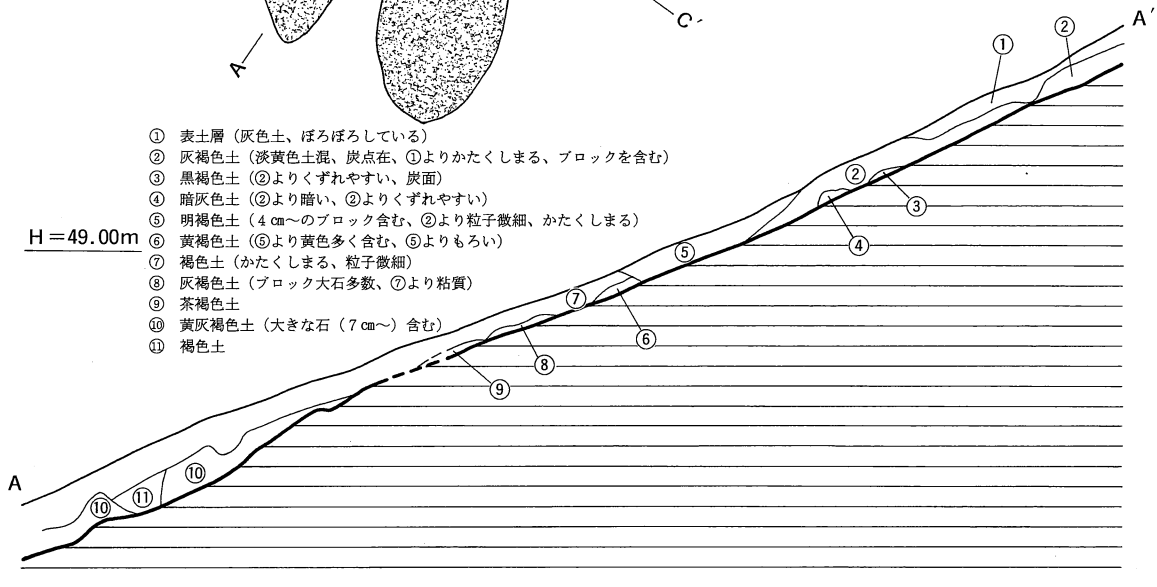 C′
A
A′
② 
①
① 表土層（灰色土、ぼろぼろしている）
② 灰褐色土（淡黄色土混、炭点在、①よりかたくしまる、ブロックを含む）
③ 黒褐色土（②よりくずれやすい、炭面）
④ 暗灰色土（②より暗い、②よりくずれやすい）
⑤ 明褐色土（4㎝〜のブロック含む、②より粒子微細、かたくしまる）
⑥ 黄褐色土（⑤より黄色多く含む、⑤よりもろい）
⑦ 褐色土（かたくしまる、粒子微細）
⑧ 灰褐色土（ブロック大石多数、⑦より粘質）
⑨ 茶褐色土
⑩ 黄灰褐色土（大きな石（7㎝〜）含む）
⑪ 褐色土
H＝49.00m
②
③
④
⑤
⑦
⑥
⑧
⑨
A
⑩
⑪
⑩